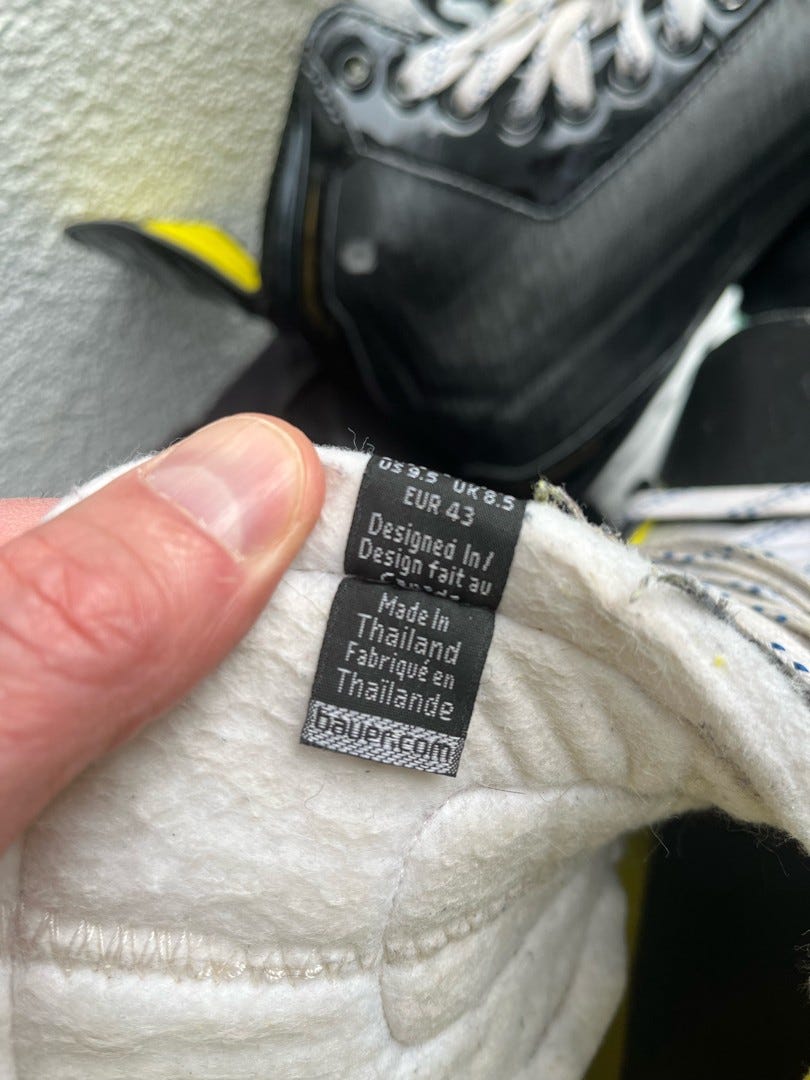 US 9.5 UK 8.5
EUR 43
Designed In/
Design fait au
Canada
Made In
Thailand
Fabriqué en
Thaïlande
bauer.com